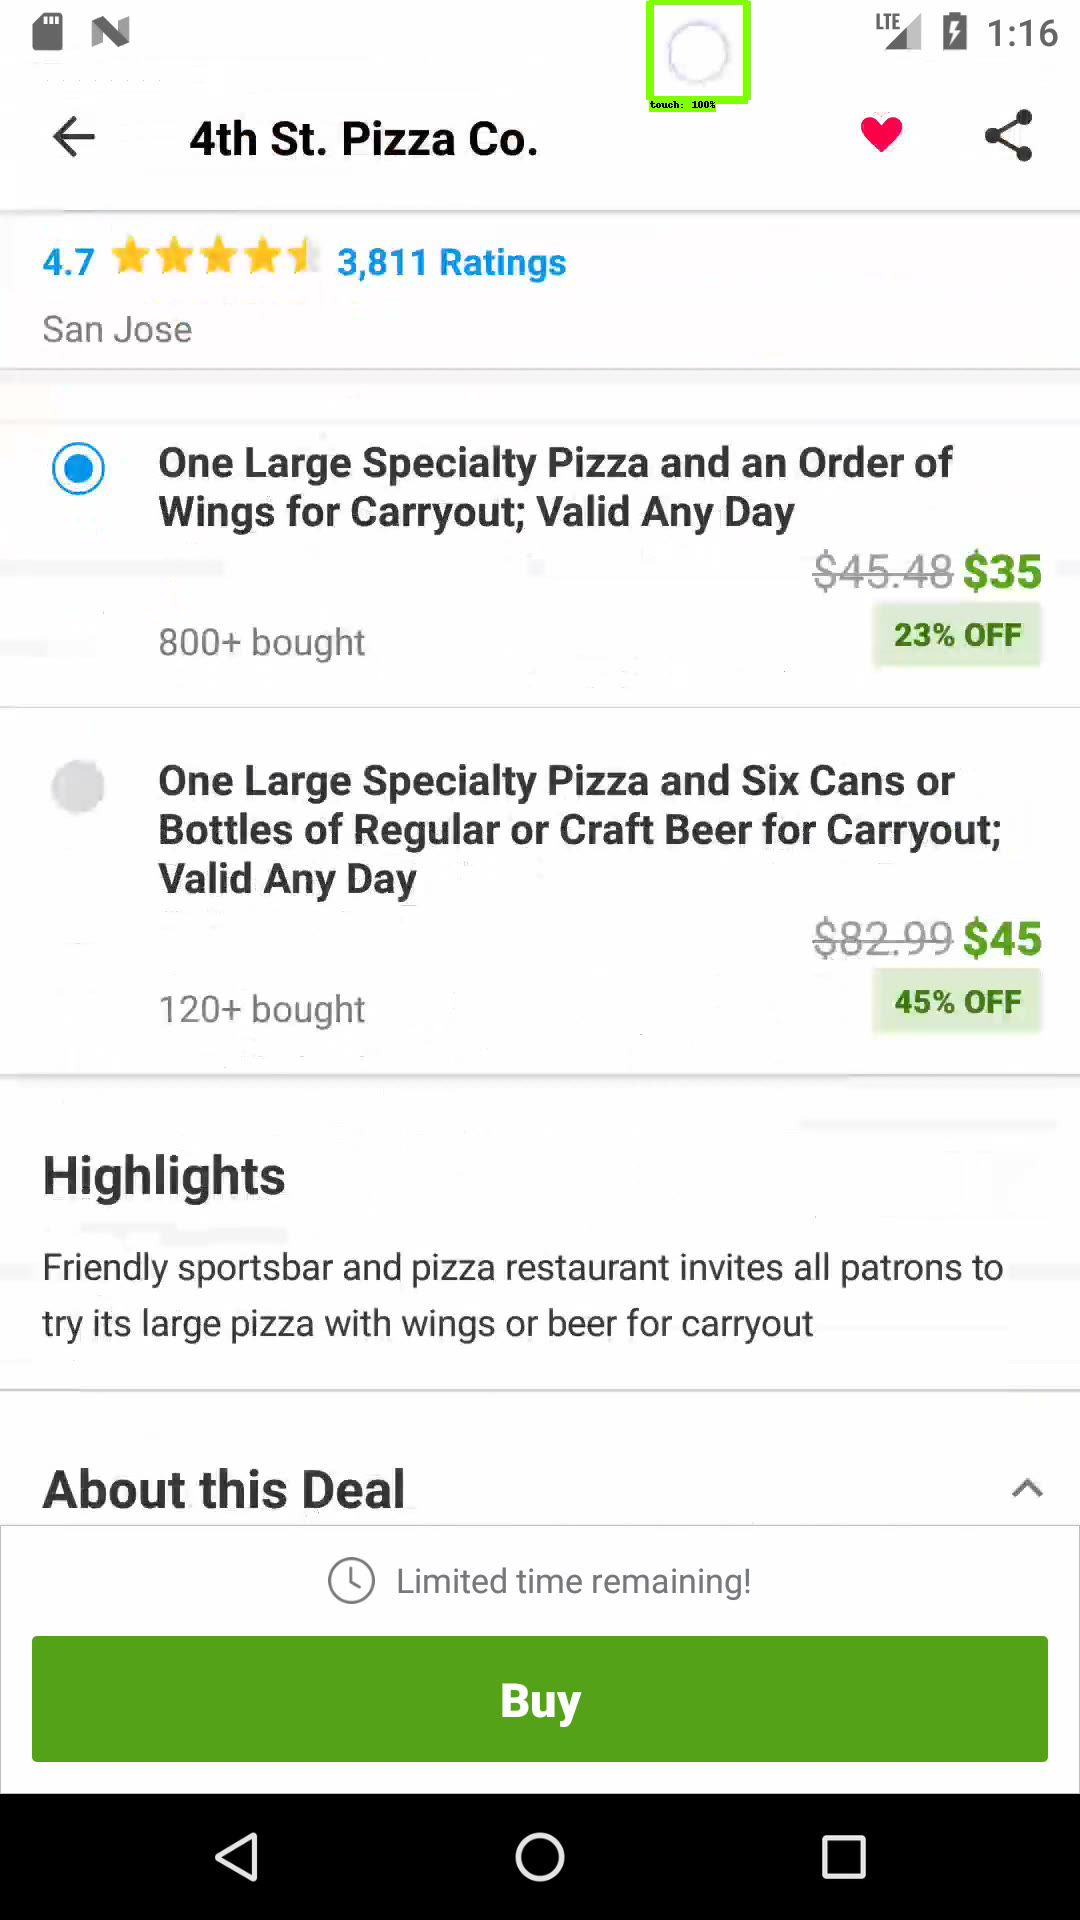 LTE 1:16
touch: 100%
4th St. Pizza Co.
4.7 3,811 Ratings
San Jose
One Large Specialty Pizza and an Order of
Wings for Carryout; Valid Any Day
$45.48 $35
23% OFF
800+ bought
One Large Specialty Pizza and Six Cans or
Bottles of Regular or Craft Beer for Carryout;
Valid Any Day
$82.99 $45
45% OFF
120+ bought
Highlights
Friendly sportsbar and pizza restaurant invites all patrons to
try its large pizza with wings or beer for carryout
About this Deal
Limited time remaining!
Buy